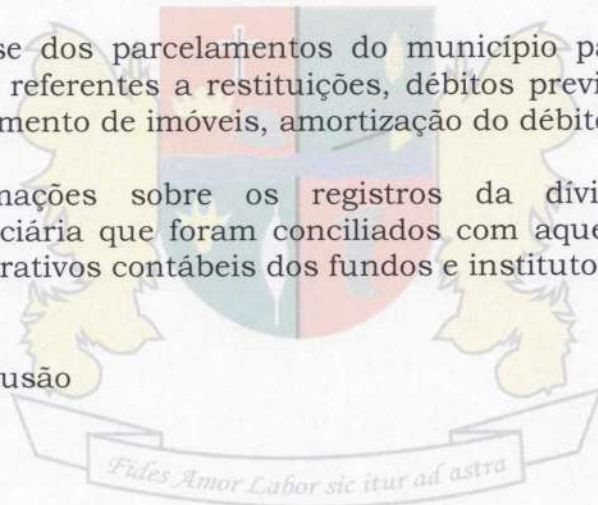 se dos parcelamentos do município pa
referentes a restituições, débitos previ
mento de imóveis, amortização do débito
mações sobre os registros da dívi
ciária que foram conciliados com aque
rativos contábeis dos fundos e instituto
usão
Fides Amor Labor sic itur ad astra